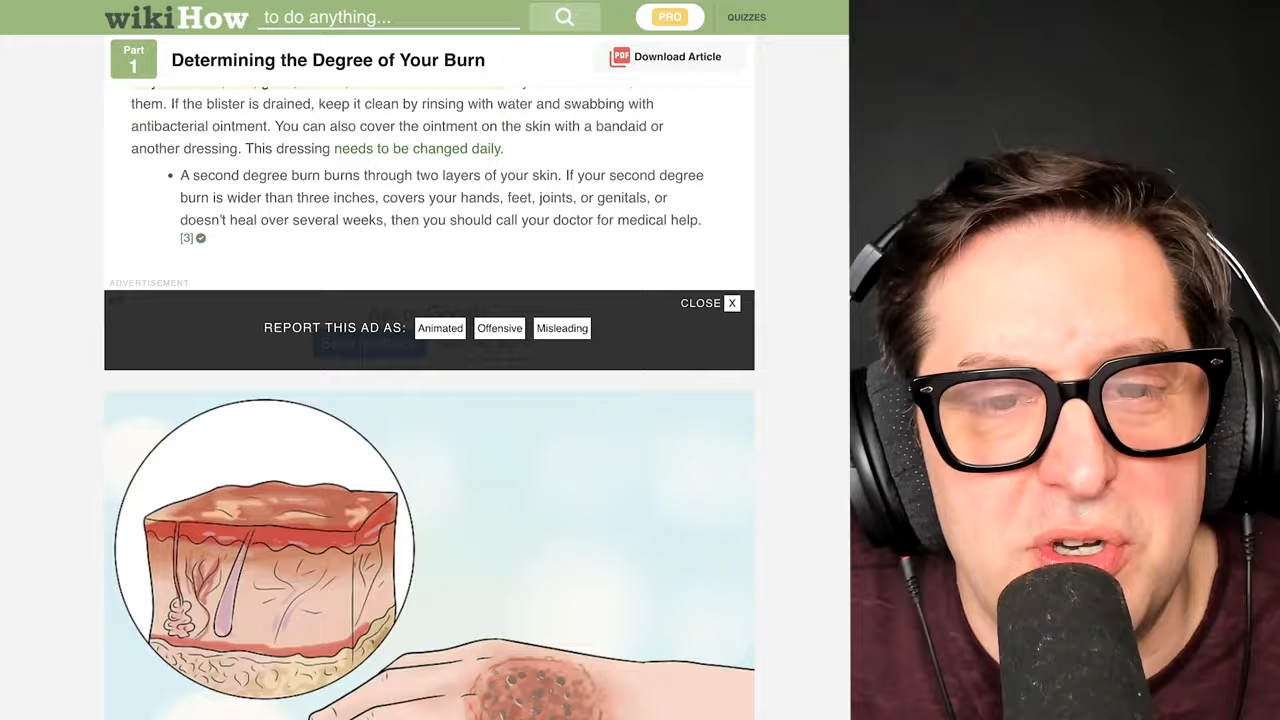 wikiHow to do anything... PRO QUIZZES
Part
1
Determining the Degree of Your Burn
PDF Download Article
them. If the blister is drained, keep it clean by rinsing with water and swabbing with
antibacterial ointment. You can also cover the ointment on the skin with a bandaid or
another dressing. This dressing needs to be changed daily.
• A second degree burn burns through two layers of your skin. If your second degree
burn is wider than three inches, covers your hands, feet, joints, or genitals, or
doesn't heal over several weeks, then you should call your doctor for medical help.
[3]
ADVERTISEMENT
CLOSE X
REPORT THIS AD AS: Animated Offensive Misleading